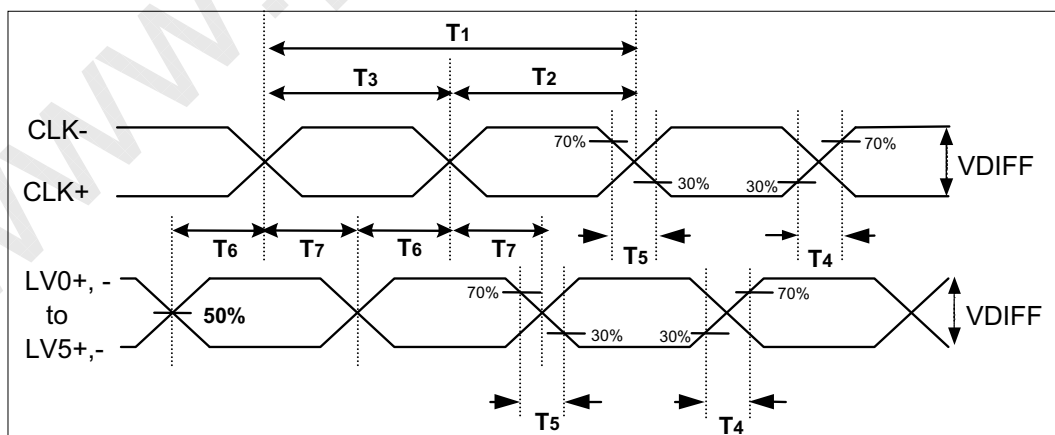 T1
T3 T2
CLK-
70% 70%
VDIFF
30% 30%
CLK+
T6 T7 T6 T7 T5 T4
LV0+, -
70% 70%
to 50% VDIFF
30% 30%
LV5+,-
T5 T4